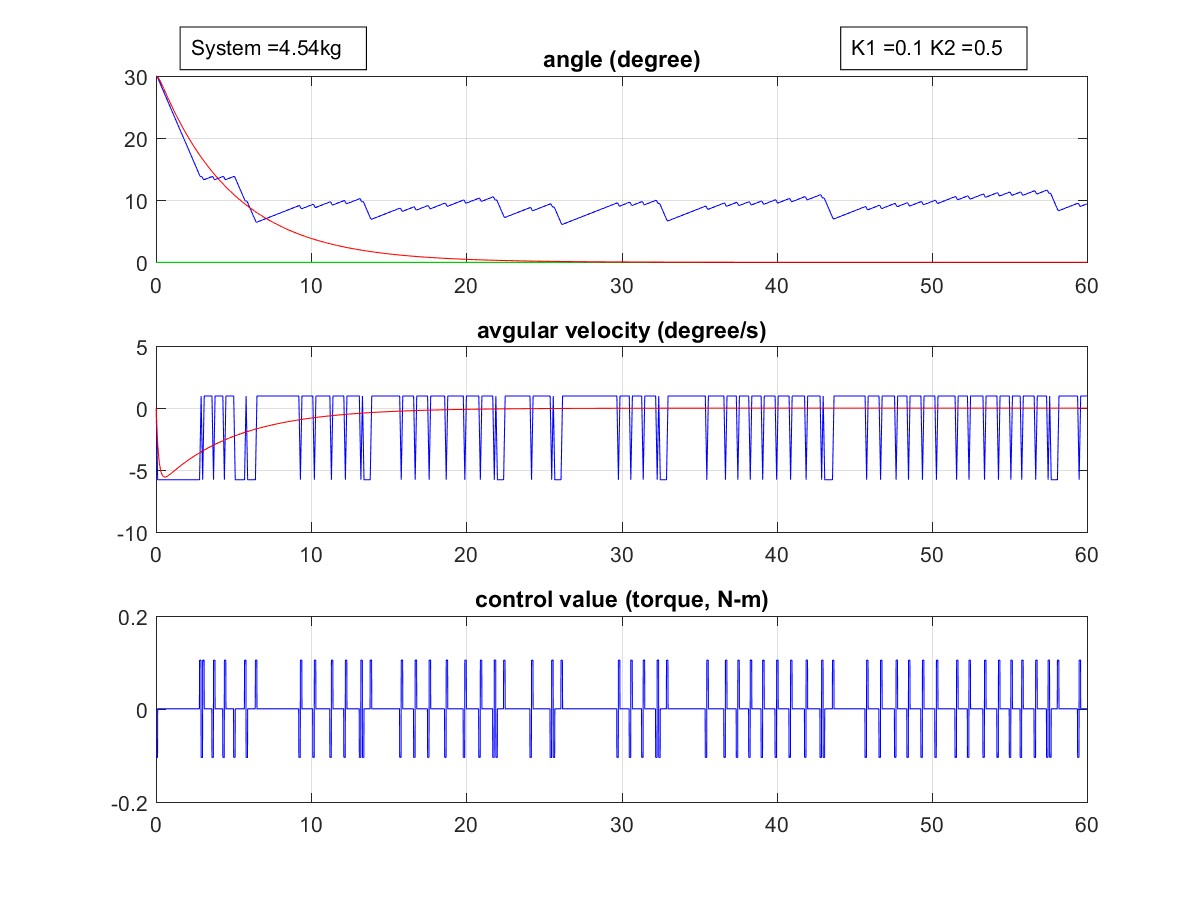 System =4.54kg
K1 =0.1 K2 =0.5
angle (degree)
30
20
10
0
0 10 20 30 40 50 60
avgular velocity (degree/s)
5
0
-5
-10
0 10 20 30 40 50 60
control value (torque, N-m)
0.2
0
-0.2
0 10 20 30 40 50 60